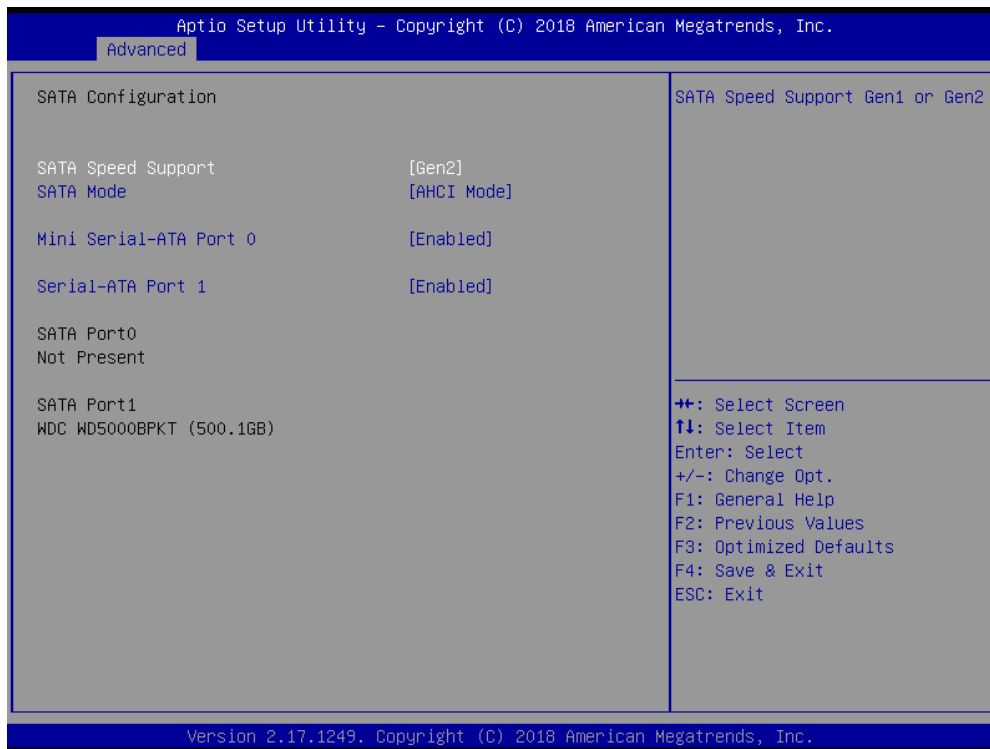 Aptio Setup Utility – Copyright (C) 2018 American Megatrends, Inc.
Advanced
SATA Configuration
SATA Speed Support [Gen2]
SATA Mode [AHCI Mode]
Mini Serial-ATA Port 0 [Enabled]
Serial-ATA Port 1 [Enabled]
SATA Port0
Not Present
SATA Port1
WDC WD5000BPKT (500.1GB)
SATA Speed Support Gen1 or Gen2
→←: Select Screen
↑↓: Select Item
Enter: Select
+/-: Change Opt.
F1: General Help
F2: Previous Values
F3: Optimized Defaults
F4: Save & Exit
ESC: Exit
Version 2.17.1249. Copyright (C) 2018 American Megatrends, Inc.